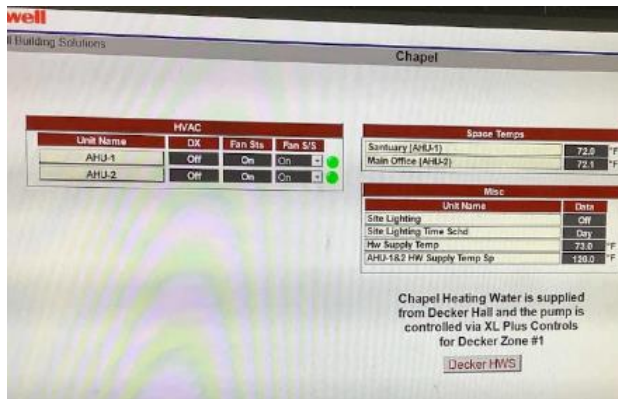 well
ll Building Solutions
Chapel
HVAC
Unit Name DX Fan Sts Fan S/S
AHU-1 Off On On
AHU-2 Off On On
Space Temps
Santuary (AHU-1) 72.0 °F
Main Office (AHU-2) 72.1 °F
Misc
Unit Name Data
Site Lighting Off
Site Lighting Time Schd Day
Hw Supply Temp 73.0 °F
AHU-1&2 HW Supply Temp Sp 120.0 °F
Chapel Heating Water is supplied
from Decker Hall and the pump is
controlled via XL Plus Controls
for Decker Zone #1
Decker HWS